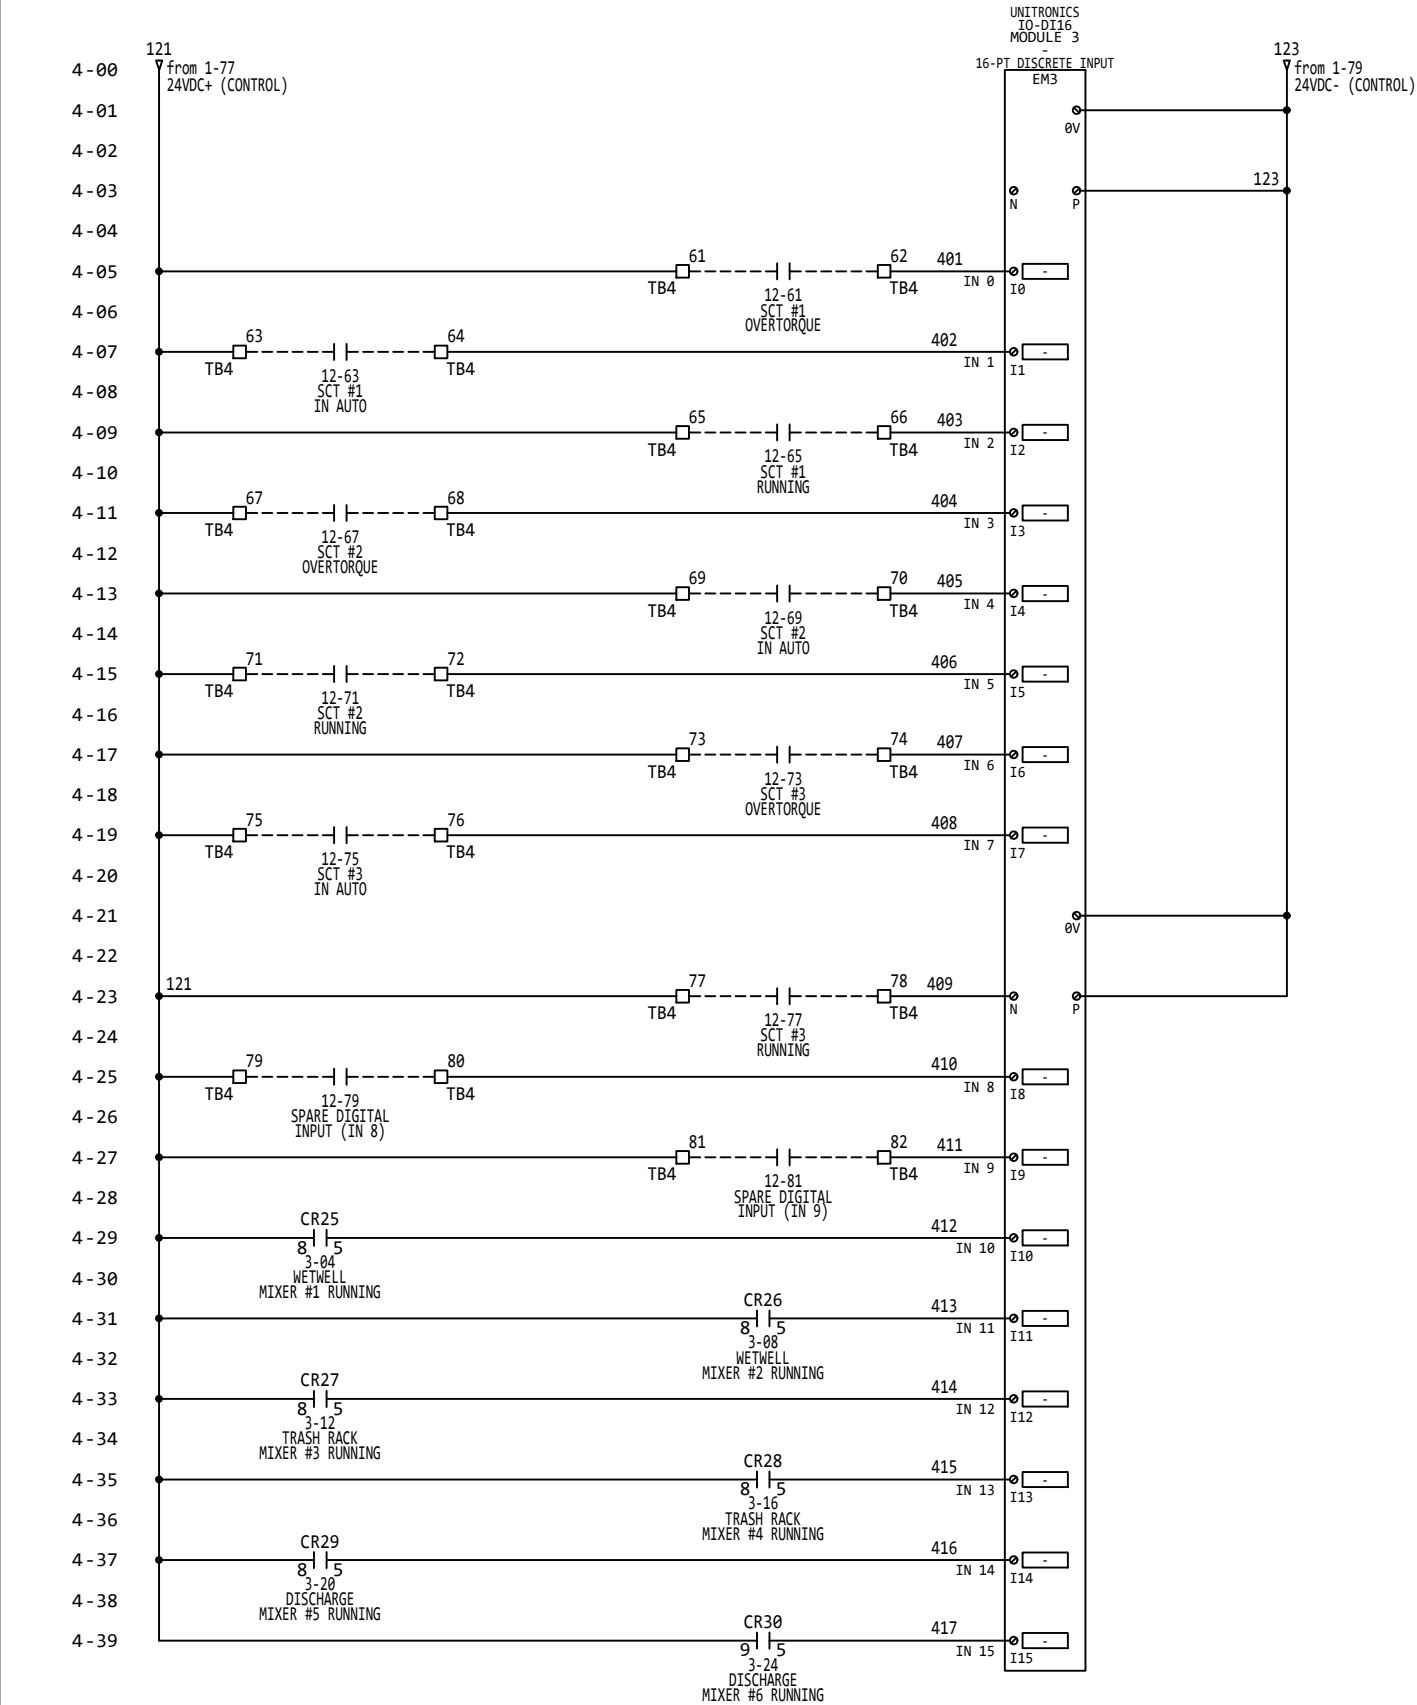 UNITRONICS
IO-DI16
MODULE 3
-
16-PT DISCRETE INPUT
EM3
121
123
4-00
from 1-77
24VDC+ (CONTROL)
from 1-79
24VDC- (CONTROL)
4-01
0V
4-02
4-03
N
P
123
4-04
4-05
61
62
401
TB4
TB4
IN 0
I0
-
12-61
SCT #1
OVERTORQUE
4-06
4-07
63
64
402
TB4
TB4
IN 1
I1
-
12-63
SCT #1
IN AUTO
4-08
4-09
65
66
403
TB4
TB4
IN 2
I2
-
12-65
SCT #1
RUNNING
4-10
4-11
67
68
404
TB4
TB4
IN 3
I3
-
12-67
SCT #2
OVERTORQUE
4-12
4-13
69
70
405
TB4
TB4
IN 4
I4
-
12-69
SCT #2
IN AUTO
4-14
4-15
71
72
406
TB4
TB4
IN 5
I5
-
12-71
SCT #2
RUNNING
4-16
4-17
73
74
407
TB4
TB4
IN 6
I6
-
12-73
SCT #3
OVERTORQUE
4-18
4-19
75
76
408
TB4
TB4
IN 7
I7
-
12-75
SCT #3
IN AUTO
4-20
4-21
0V
4-22
4-23
121
77
78
409
TB4
TB4
N
P
12-77
SCT #3
RUNNING
4-24
4-25
79
80
410
TB4
TB4
IN 8
I8
-
12-79
SPARE DIGITAL
INPUT (IN 8)
4-26
4-27
81
82
411
TB4
TB4
IN 9
I9
-
12-81
SPARE DIGITAL
INPUT (IN 9)
4-28
4-29
CR25
8 5
3-04
WETWELL
MIXER #1 RUNNING
412
IN 10
I10
-
4-30
4-31
CR26
8 5
3-08
WETWELL
MIXER #2 RUNNING
413
IN 11
I11
-
4-32
4-33
CR27
8 5
3-12
TRASH RACK
MIXER #3 RUNNING
414
IN 12
I12
-
4-34
4-35
CR28
8 5
3-16
TRASH RACK
MIXER #4 RUNNING
415
IN 13
I13
-
4-36
4-37
CR29
8 5
3-20
DISCHARGE
MIXER #5 RUNNING
416
IN 14
I14
-
4-38
4-39
CR30
9 5
3-24
DISCHARGE
MIXER #6 RUNNING
417
IN 15
I15
-